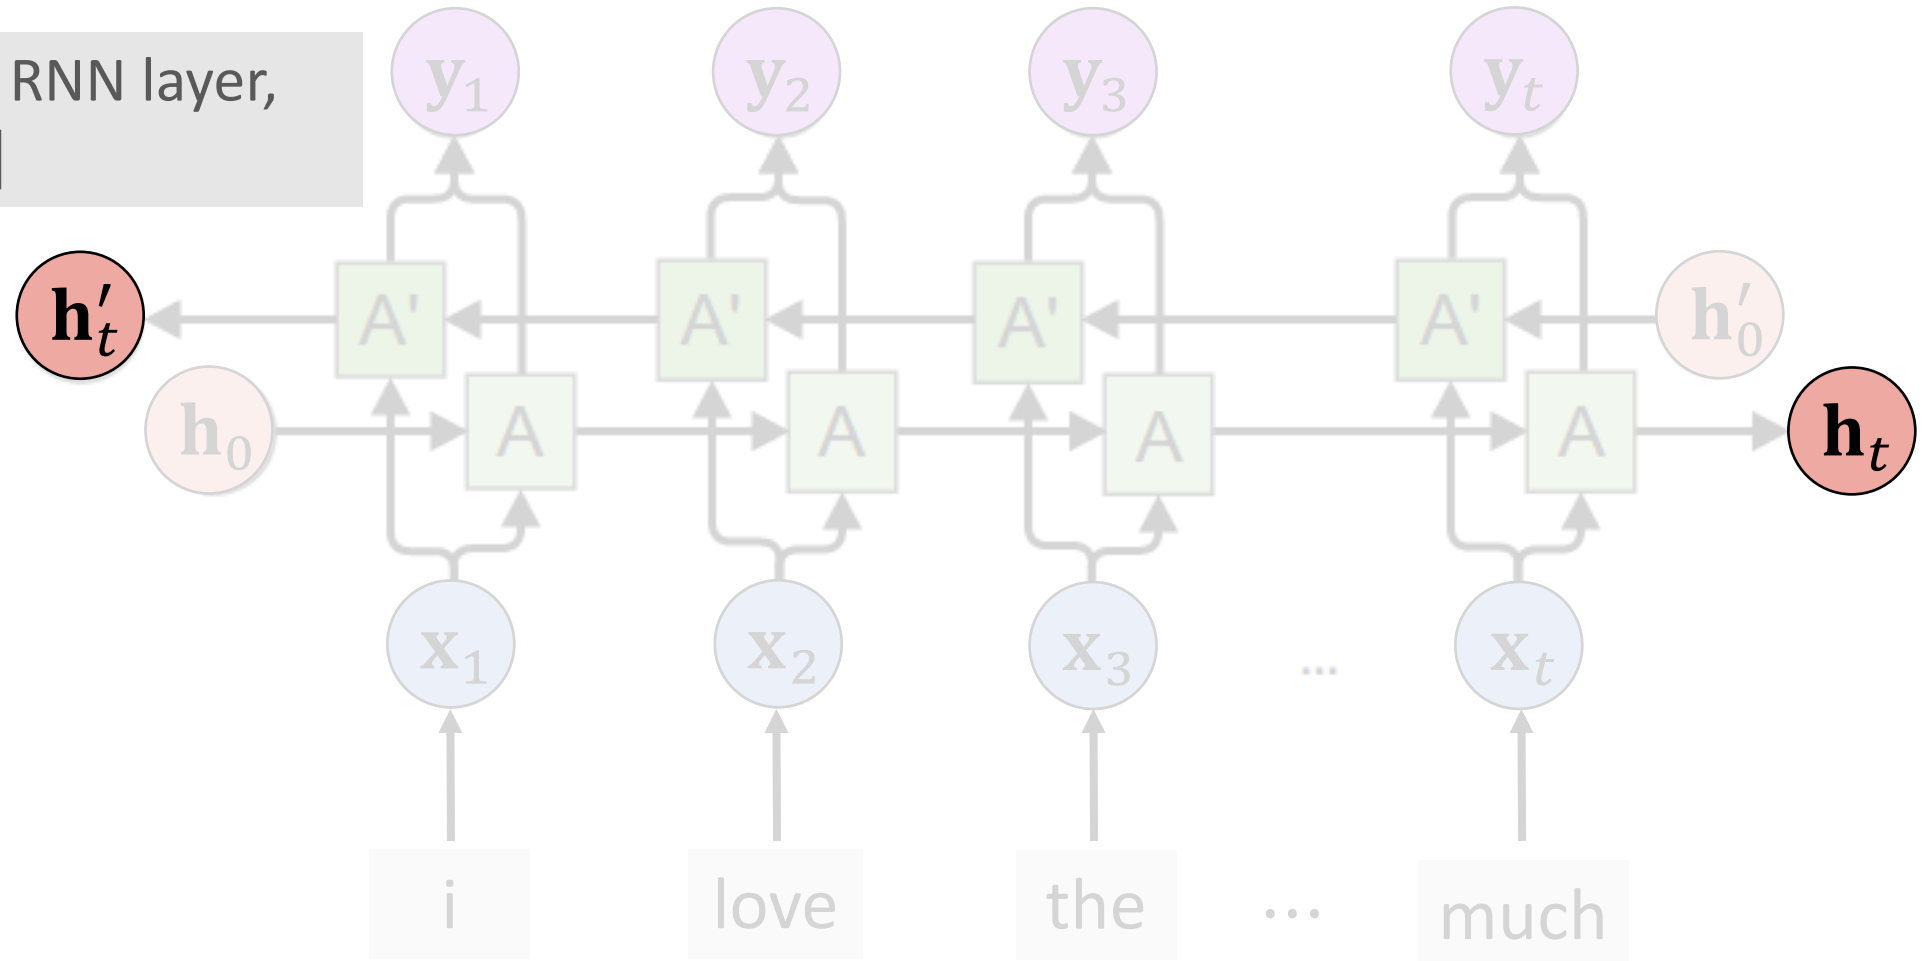 RNN layer,
y₁ y₂ y₃ yₜ
h′ₜ A' A' A' A' h′₀
h₀ A A A A hₜ
x₁ x₂ x₃ ... xₜ
i love the ... much